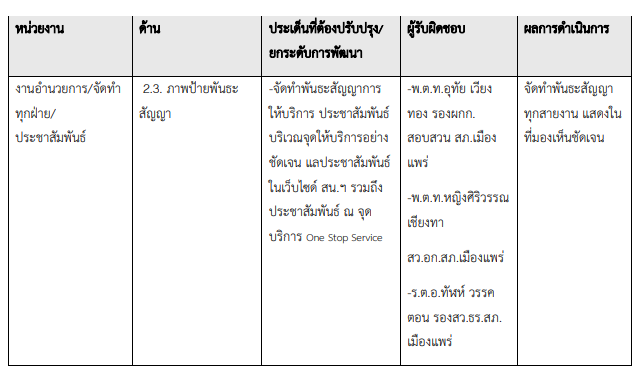 หน่วยงาน
ด้าน
ประเด็นที่ต้องปรับปรุง/
ยกระดับการพัฒนา
ผู้รับผิดชอบ
ผลการดำเนินการ
งานอำนวยการ/จัดทำ
ทุกฝ่าย/
ประชาสัมพันธ์
2.3. ภาพป้ายพันธะ
สัญญา
-จัดทำพันธะสัญญาการ
ให้บริการ ประชาสัมพันธ์
บริเวณจุดให้บริการอย่าง
ชัดเจน แลประชาสัมพันธ์
ในเว็บไซต์ สน.ฯ รวมถึง
ประชาสัมพันธ์ ณ จุด
บริการ One Stop Service
-พ.ต.ท.อุทัย เวียง
ทอง รองผกก.
สอบสวน สภ.เมือง
แพร่
-พ.ต.ท.หญิงศิริวรรณ
เชียงทา
สว.อก.สภ.เมืองแพร่
-ร.ต.อ.ทัฬห์ วรรค
ตอน รองสว.ธร.สภ.
เมืองแพร่
จัดทำพันธะสัญญา
ทุกสายงาน แสดงใน
ที่มองเห็นชัดเจน